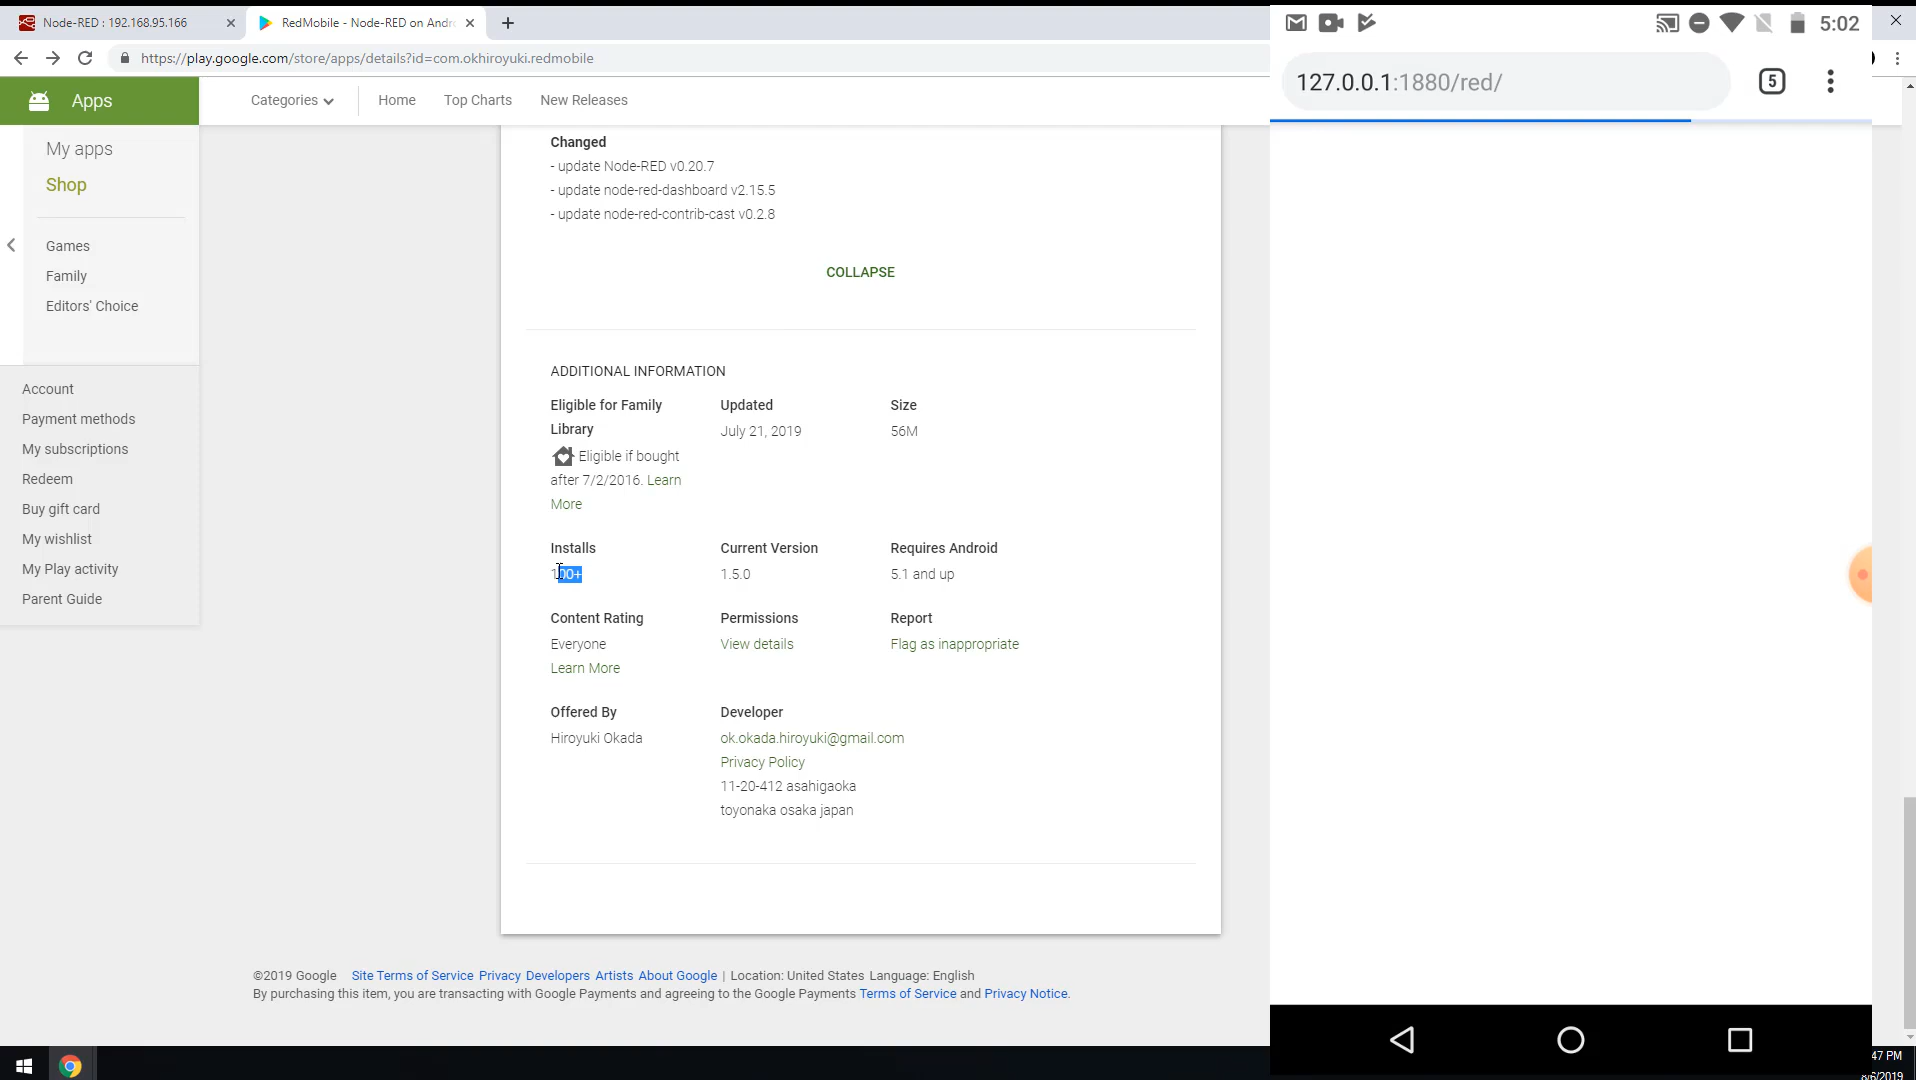 Node-RED : 192.168.95.166
RedMobile - Node-RED on Andr
https://play.google.com/store/apps/details?id=com.okhiroyuki.redmobile
Apps
Categories
Home
Top Charts
New Releases
My apps
Shop
Games
Family
Editors' Choice
Account
Payment methods
My subscriptions
Redeem
Buy gift card
My wishlist
My Play activity
Parent Guide
Changed
- update Node-RED v0.20.7
- update node-red-dashboard v2.15.5
- update node-red-contrib-cast v0.2.8
COLLAPSE
ADDITIONAL INFORMATION
Eligible for Family
Library
Eligible if bought
after 7/2/2016. Learn
More
Updated
July 21, 2019
Size
56M
Installs
100+
Current Version
1.5.0
Requires Android
5.1 and up
Content Rating
Everyone
Learn More
Permissions
View details
Report
Flag as inappropriate
Offered By
Hiroyuki Okada
Developer
ok.okada.hiroyuki@gmail.com
Privacy Policy
11-20-412 asahigaoka
toyonaka osaka japan
©2019 Google Site Terms of Service Privacy Developers Artists About Google | Location: United States Language: English
By purchasing this item, you are transacting with Google Payments and agreeing to the Google Payments Terms of Service and Privacy Notice.
5:02
127.0.0.1:1880/red/
5
47 PM
8/6/2019